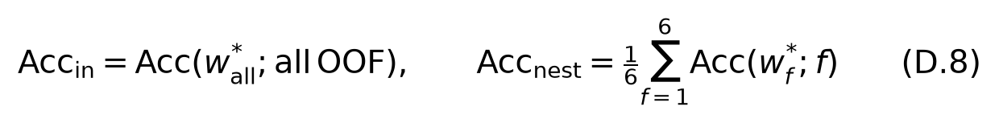 Acc_in = Acc(w*_all; all OOF),   Acc_nest = 1/6 ∑_{f=1}^{6} Acc(w*_f; f)   (D.8)